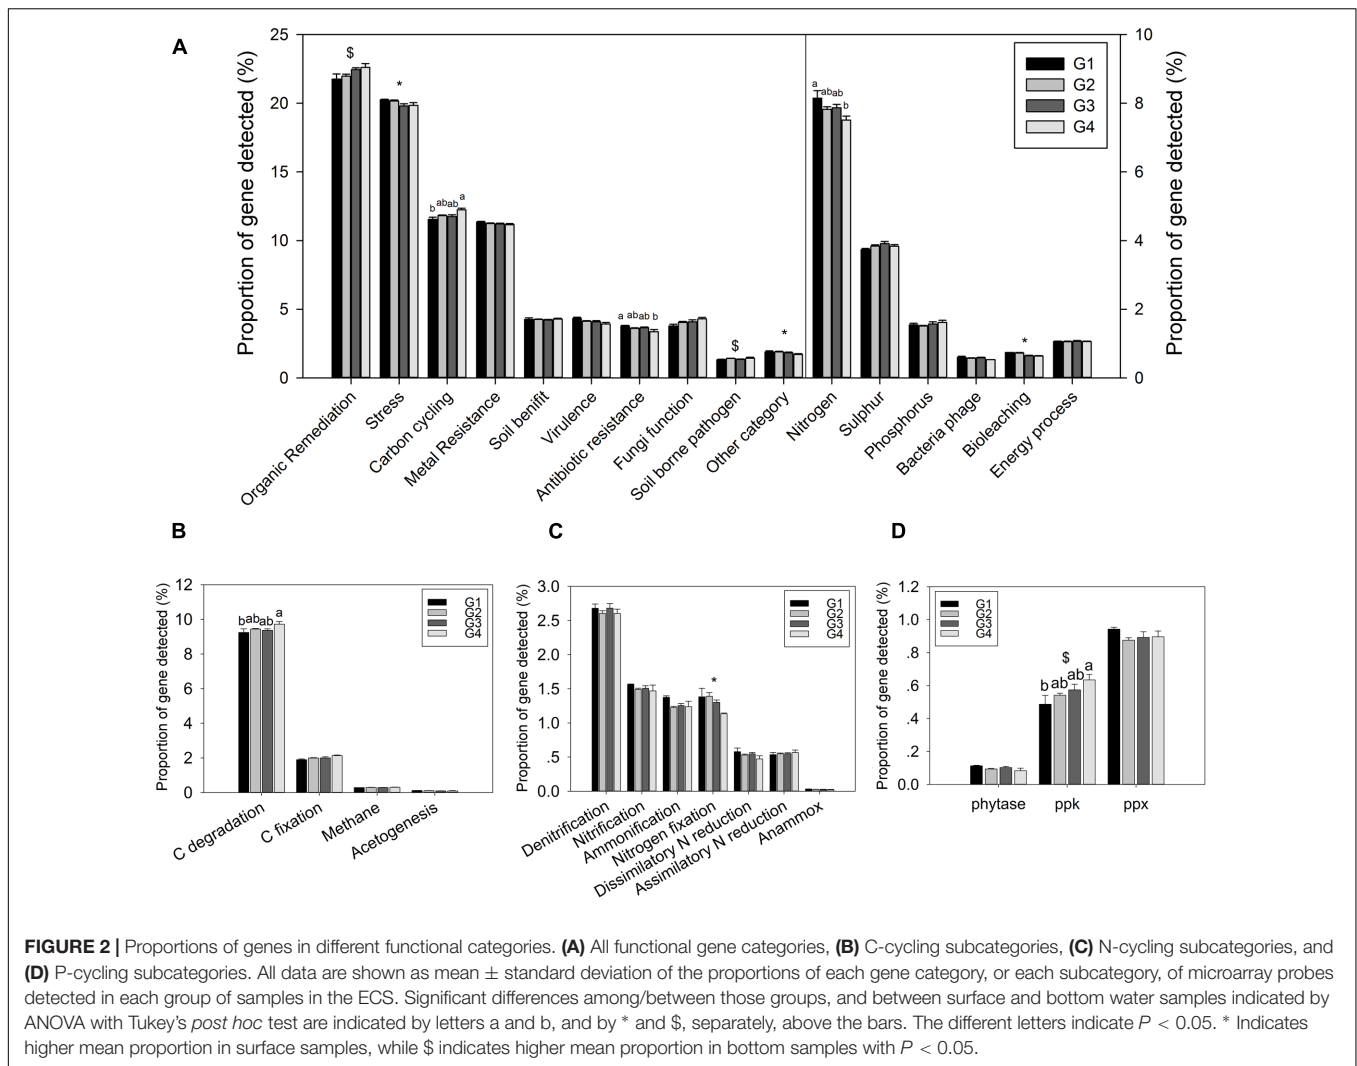 A
Proportion of gene detected (%)
25
20
15
10
5
0
$
*
b
ab
ab
a
a
ab
ab
b
$
*
a
ab
ab
b
*
G1
G2
G3
G4
10
8
6
4
2
0
Proportion of gene detected (%)
Organic Remediation
Stress
Carbon cycling
Metal Resistance
Soil benifit
Virulence
Antibiotic resistance
Fungi function
Soil borne pathogen
Other category
Nitrogen
Sulphur
Phosphorus
Bacteria phage
Bioleaching
Energy process
B
Proportion of gene detected (%)
12
10
8
6
4
2
0
b
ab
ab
a
G1
G2
G3
G4
C degradation
C fixation
Methane
Acetogenesis
C
Proportion of gene detected (%)
3.0
2.5
2.0
1.5
1.0
.5
0.0
*
G1
G2
G3
G4
Denitrification
Nitrification
Ammonification
Nitrogen fixation
Dissimilatory N reduction
Assimilatory N reduction
Anammox
D
Proportion of gene detected (%)
1.2
1.0
.8
.6
.4
.2
0.0
G1
G2
G3
G4
$
b
ab
ab
a
phytase
ppk
ppx
FIGURE 2 | Proportions of genes in different functional categories. (A) All functional gene categories, (B) C-cycling subcategories, (C) N-cycling subcategories, and
(D) P-cycling subcategories. All data are shown as mean ± standard deviation of the proportions of each gene category, or each subcategory, of microarray probes
detected in each group of samples in the ECS. Significant differences among/between those groups, and between surface and bottom water samples indicated by
ANOVA with Tukey's post hoc test are indicated by letters a and b, and by * and $, separately, above the bars. The different letters indicate P < 0.05. * Indicates
higher mean proportion in surface samples, while $ indicates higher mean proportion in bottom samples with P < 0.05.